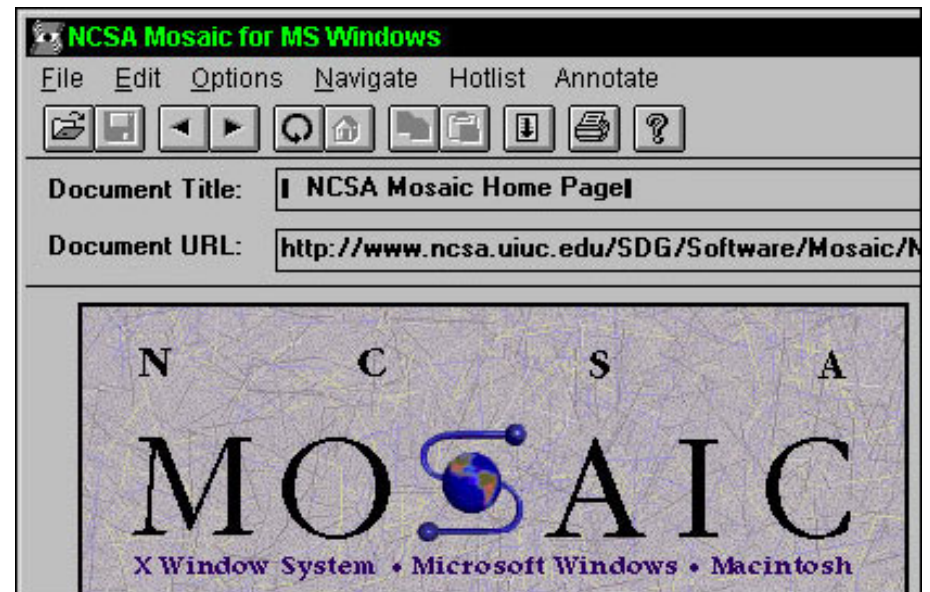 NCSA Mosaic for MS Windows
File Edit Options Navigate Hotlist Annotate
Document Title: NCSA Mosaic Home Page
Document URL: http://www.ncsa.uiuc.edu/SDG/Software/Mosaic/N
N C S A
MOSAIC
X Window System • Microsoft Windows • Macintosh